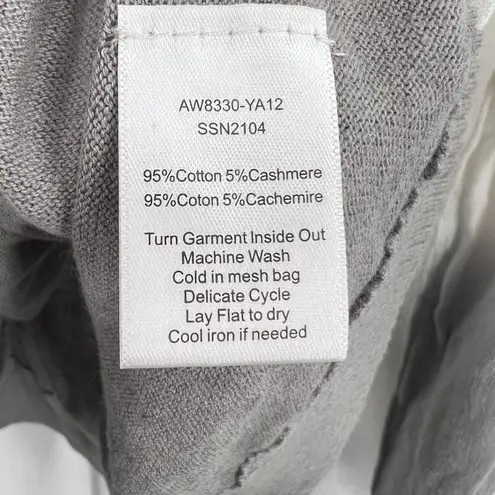 AW8330-YA12
SSN2104
95%Cotton 5%Cashmere
95%Coton 5%Cachemire
Turn Garment Inside Out
Machine Wash
Cold in mesh bag
Delicate Cycle
Lay Flat to dry
Cool iron if needed